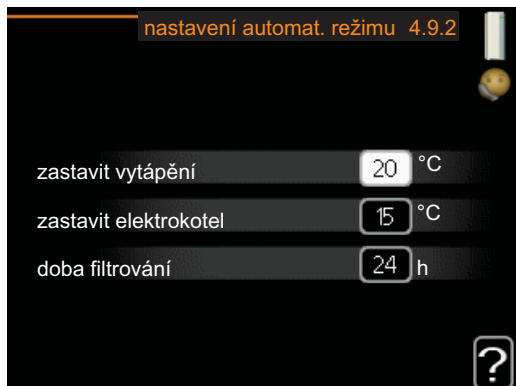 nastavení automat. režimu 4.9.2
zastavit vytápění 20 °C
zastavit elektrokotel 15 °C
doba filtrování 24 h
?